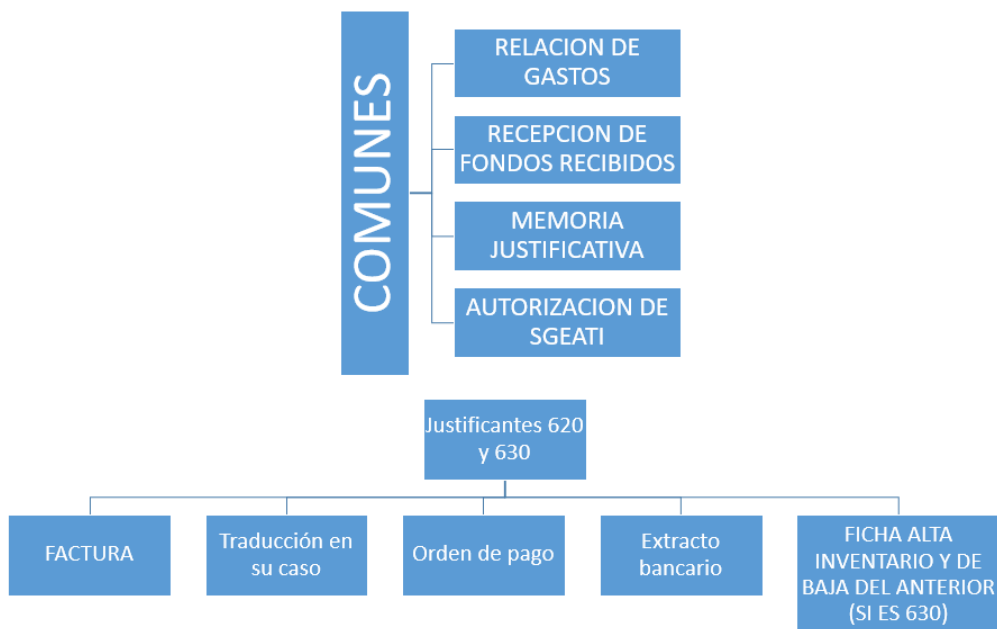 COMUNES
RELACION DE
GASTOS
RECEPCION DE
FONDOS RECIBIDOS
MEMORIA
JUSTIFICATIVA
AUTORIZACION DE
SGEATI
Justificantes 620
y 630
FACTURA
Traducción en
su caso
Orden de pago
Extracto
bancario
FICHA ALTA
INVENTARIO Y DE
BAJA DEL ANTERIOR
(SI ES 630)